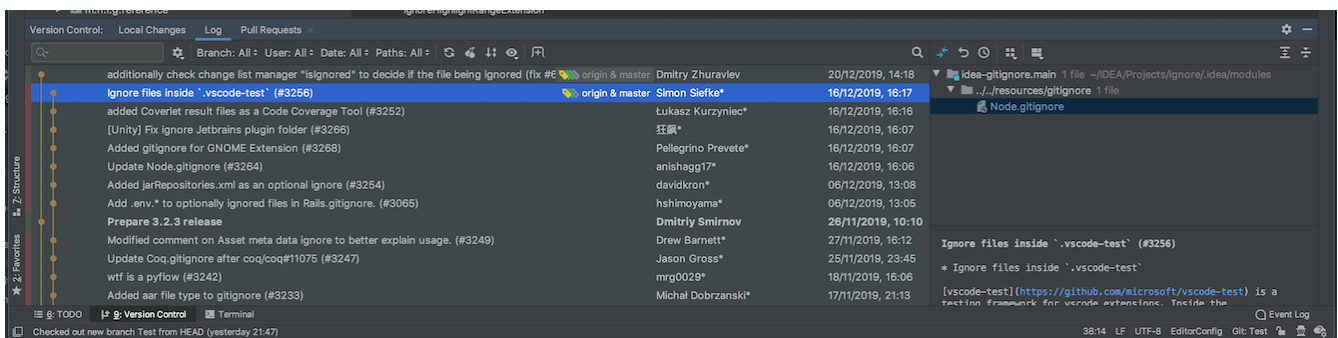 m.h.i.g.reference IgnoreHighlightRangeExtension
Version Control: Local Changes Log Pull Requests
Branch: All User: All Date: All Paths: All
additionally check change list manager "isIgnored" to decide if the file being ignored (fix #6 origin & master Dmitry Zhuravlev 20/12/2019, 14:18
Ignore files inside `.vscode-test` (#3256) origin & master Simon Siefke* 16/12/2019, 16:17
added Coverlet result files as a Code Coverage Tool (#3252) Łukasz Kurzyniec* 16/12/2019, 16:16
[Unity] Fix ignore Jetbrains plugin folder (#3266) 狂飙* 16/12/2019, 16:07
Added gitignore for GNOME Extension (#3268) Pellegrino Prevete* 16/12/2019, 16:07
Update Node.gitignore (#3264) anishagg17* 16/12/2019, 16:06
Added jarRepositories.xml as an optional ignore (#3254) davidkron* 06/12/2019, 13:08
Add .env.* to optionally ignored files in Rails.gitignore. (#3065) hshimoyama* 06/12/2019, 13:05
Prepare 3.2.3 release Dmitriy Smirnov 26/11/2019, 10:10
Modified comment on Asset meta data ignore to better explain usage. (#3249) Drew Barnett* 27/11/2019, 16:12
Update Coq.gitignore after coq/coq#11075 (#3247) Jason Gross* 25/11/2019, 23:45
wtf is a pyflow (#3242) mrg0029* 18/11/2019, 16:06
Added aar file type to gitignore (#3233) Michał Dobrzanski* 17/11/2019, 21:13
idea-gitignore.main 1 file ~/IDEA/Projects/ignore/.idea/modules
../../resources/gitignore 1 file
Node.gitignore
Ignore files inside `.vscode-test` (#3256)
* Ignore files inside `.vscode-test`
[vscode-test](https://github.com/microsoft/vscode-test) is a
testing framework for vscode extensions. Inside the
Z: Structure
2: Favorites
6: TODO 9: Version Control Terminal Event Log
Checked out new branch Test from HEAD (yesterday 21:47) 38:14 LF UTF-8 EditorConfig Git: Test